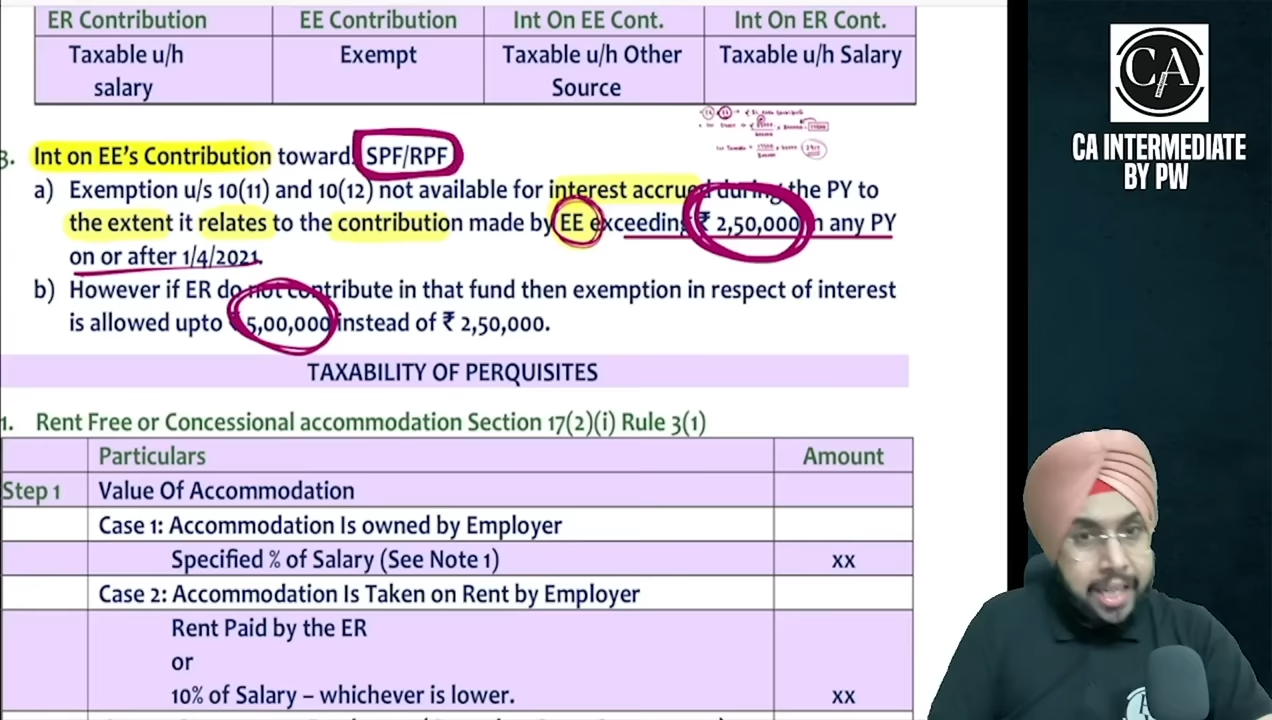 ER Contribution EE Contribution Int On EE Cont. Int On ER Cont.
Taxable u/h salary Exempt Taxable u/h Other Source Taxable u/h Salary
3. Int on EE's Contribution toward SPF/RPF
a) Exemption u/s 10(11) and 10(12) not available for interest accrued during the PY to
the extent it relates to the contribution made by EE exceeding ₹ 2,50,000 in any PY
on or after 1/4/2021.
b) However if ER do not contribute in that fund then exemption in respect of interest
is allowed upto ₹ 5,00,000 instead of ₹ 2,50,000.
TAXABILITY OF PERQUISITES
1. Rent Free or Concessional accommodation Section 17(2)(i) Rule 3(1)
Particulars Amount
Step 1 Value Of Accommodation
Case 1: Accommodation Is owned by Employer
Specified % of Salary (See Note 1) xx
Case 2: Accommodation Is Taken on Rent by Employer
Rent Paid by the ER
or
10% of Salary – whichever is lower. xx
CA
CA INTERMEDIATE
BY PW